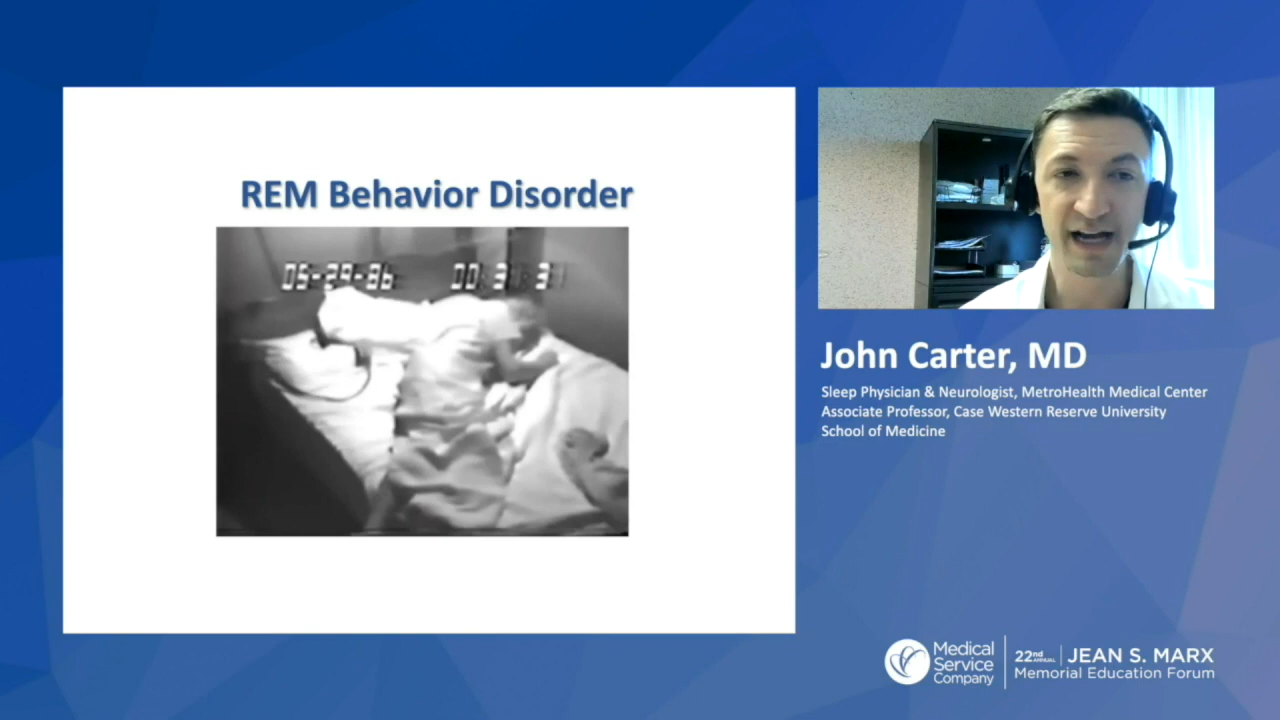 REM Behavior Disorder
05-29-86
John Carter, MD
Sleep Physician & Neurologist, MetroHealth Medical Center
Associate Professor, Case Western Reserve University
School of Medicine
Medical
Service
Company
22nd ANNUAL
JEAN S. MARX
Memorial Education Forum